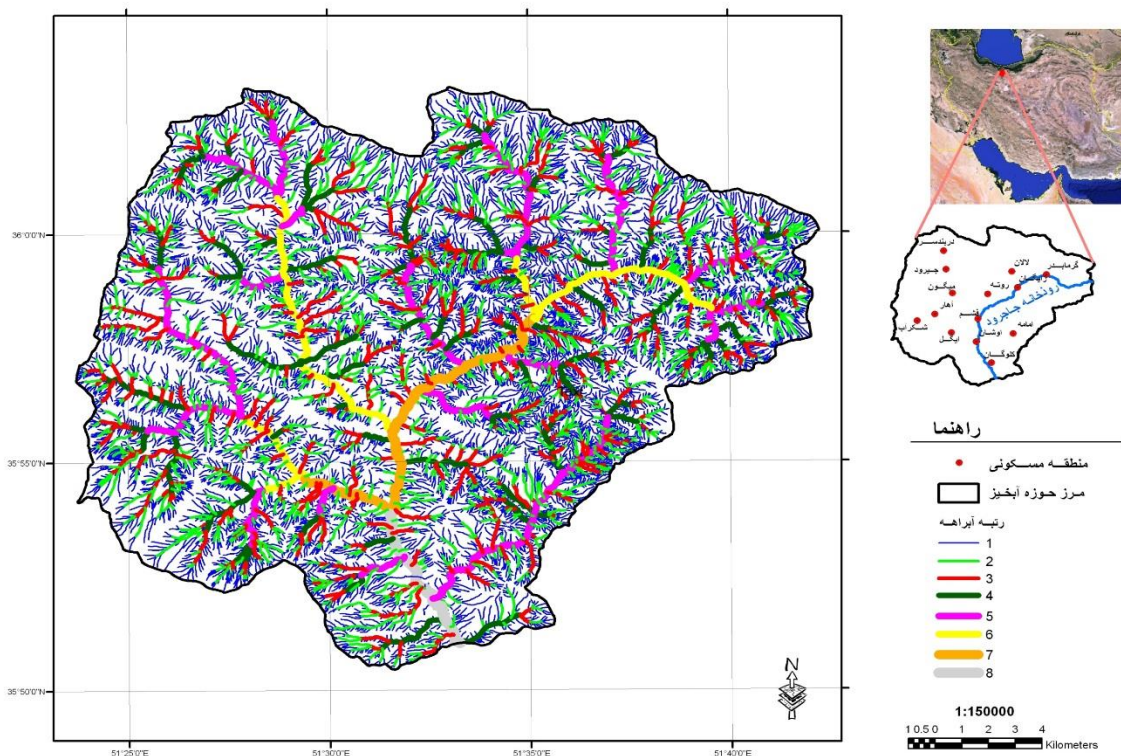 36°0'0"N
35°55'0"N
35°50'0"N
51°25'0"E
51°30'0"E
51°35'0"E
51°40'0"E
N
دربندسر
جیرود
میگون
آهار
شکراب
ایگل
لالان
روته
گرمابدر
فشم
اوشان
امامه
کلوگان
رودخانه جاجرود
راهنما
منطقه مسکونی
مرز حوزه آبخیز
رتبه آبراهه
1
2
3
4
5
6
7
8
1:150000
1 0.5 0 1 2 3 4
Kilometers